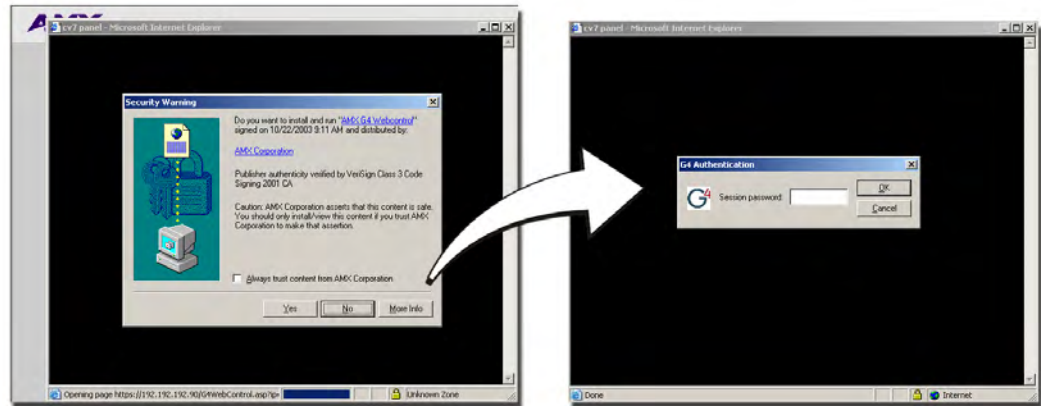 AMX
cv7 panel - Microsoft Internet Explorer
Security Warning
Do you want to install and run "AMX G4 Webcontrol"
signed on 10/22/2003 9:11 AM and distributed by:
AMX Corporation
Publisher authenticity verified by VeriSign Class 3 Code
Signing 2001 CA
Caution: AMX Corporation asserts that this content is safe.
You should only install/view this content if you trust AMX
Corporation to make that assertion.
Always trust content from AMX Corporation
Yes No More Info
Opening page https://192.192.192.90/G4WebControl.asp?ip= Unknown Zone
cv7 panel - Microsoft Internet Explorer
G4 Authentication
G4 Session password
OK
Cancel
Done Internet